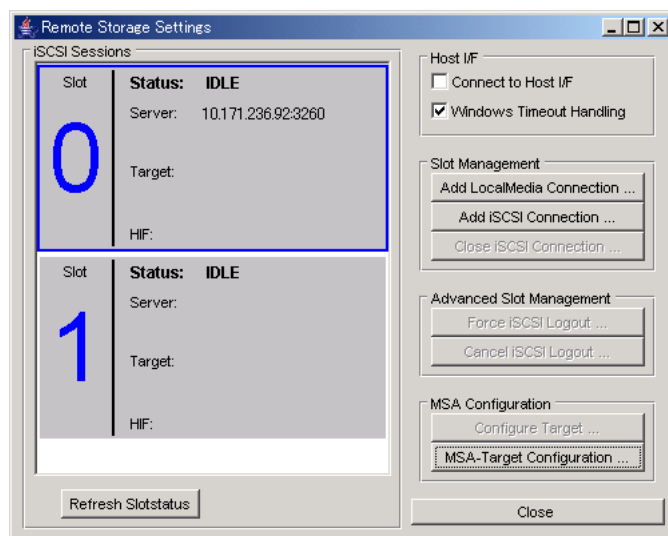 Remote Storage Settings
iSCSI Sessions
Slot
0
Status: IDLE
Server: 10.171.236.92:3260
Target:
HIF:
Slot
1
Status: IDLE
Server:
Target:
HIF:
Refresh Slotstatus
Host I/F
Connect to Host I/F
Windows Timeout Handling
Slot Management
Add LocalMedia Connection ...
Add iSCSI Connection ...
Close iSCSI Connection ...
Advanced Slot Management
Force iSCSI Logout ...
Cancel iSCSI Logout ...
MSA Configuration
Configure Target ...
MSA-Target Configuration ...
Close